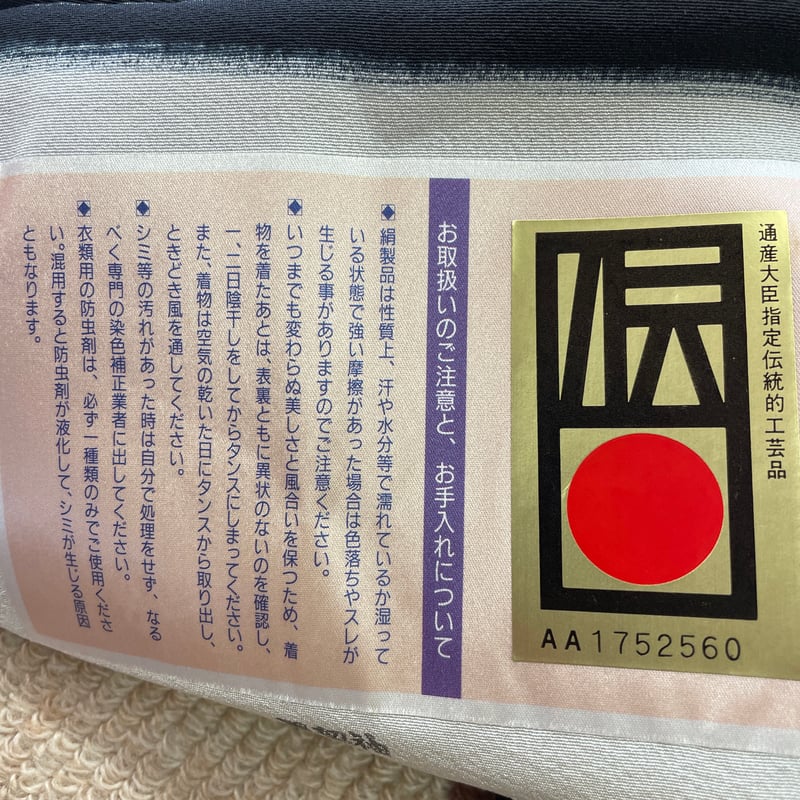 通産大臣指定伝統的工芸品
伝
AA1752560
お取扱いのご注意と、お手入れについて
◆絹製品は性質上、汗や水分等で濡れているか湿って
いる状態で強い摩擦があった場合は色落ちやスレが
生じる事がありますのでご注意ください。
◆いつまでも変わらぬ美しさと風合いを保つため、着
物を着たあとは、表裏ともに異状のないのを確認し、
一、二日陰干しをしてからタンスにしまってください。
また、着物は空気の乾いた日にタンスから取り出し、
ときどき風を通してください。
◆シミ等の汚れがあった時は自分で処理をせず、なる
べく専門の染色補正業者に出してください。
◆衣類用の防虫剤は、必ず一種類のみでご使用くださ
い。混用すると防虫剤が液化して、シミが生じる原因
ともなります。